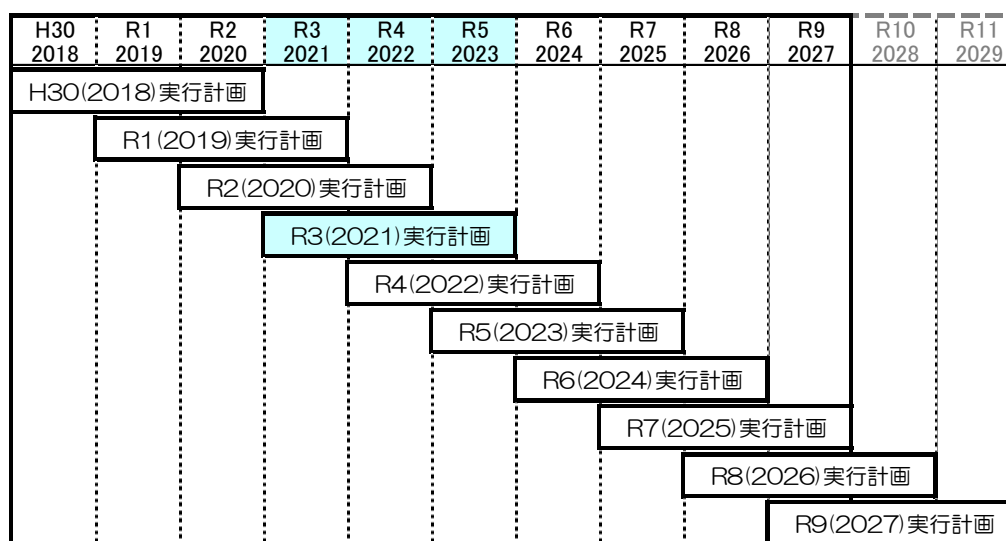 H30 R1 R2 R3 R4 R5 R6 R7 R8 R9 R10 R11
2018 2019 2020 2021 2022 2023 2024 2025 2026 2027 2028 2029
H30(2018)実行計画
R1(2019)実行計画
R2(2020)実行計画
R3(2021)実行計画
R4(2022)実行計画
R5(2023)実行計画
R6(2024)実行計画
R7(2025)実行計画
R8(2026)実行計画
R9(2027)実行計画